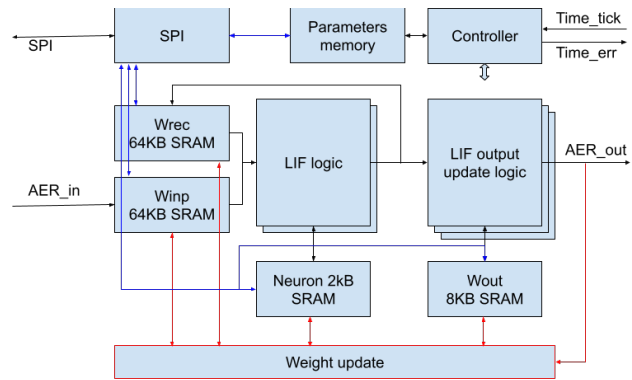 SPI
SPI
Parameters
memory
Controller
Time_tick
Time_err
Wrec
64KB SRAM
LIF logic
LIF output
update logic
AER_out
AER_in
Winp
64KB SRAM
Neuron 2kB
SRAM
Wout
8KB SRAM
Weight update